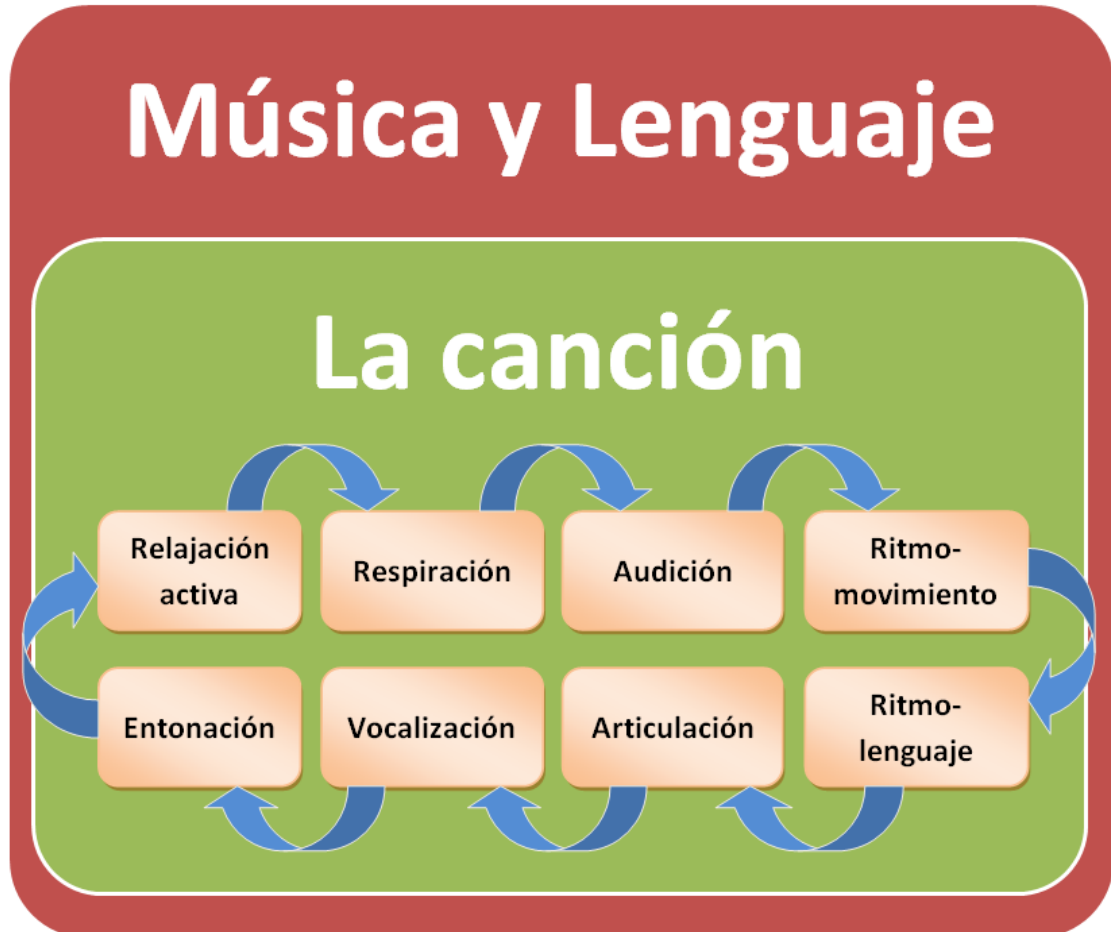 Música y Lenguaje
La canción
Relajación
activa
Respiración
Audición
Ritmo-
movimiento
Entonación
Vocalización
Articulación
Ritmo-
lenguaje